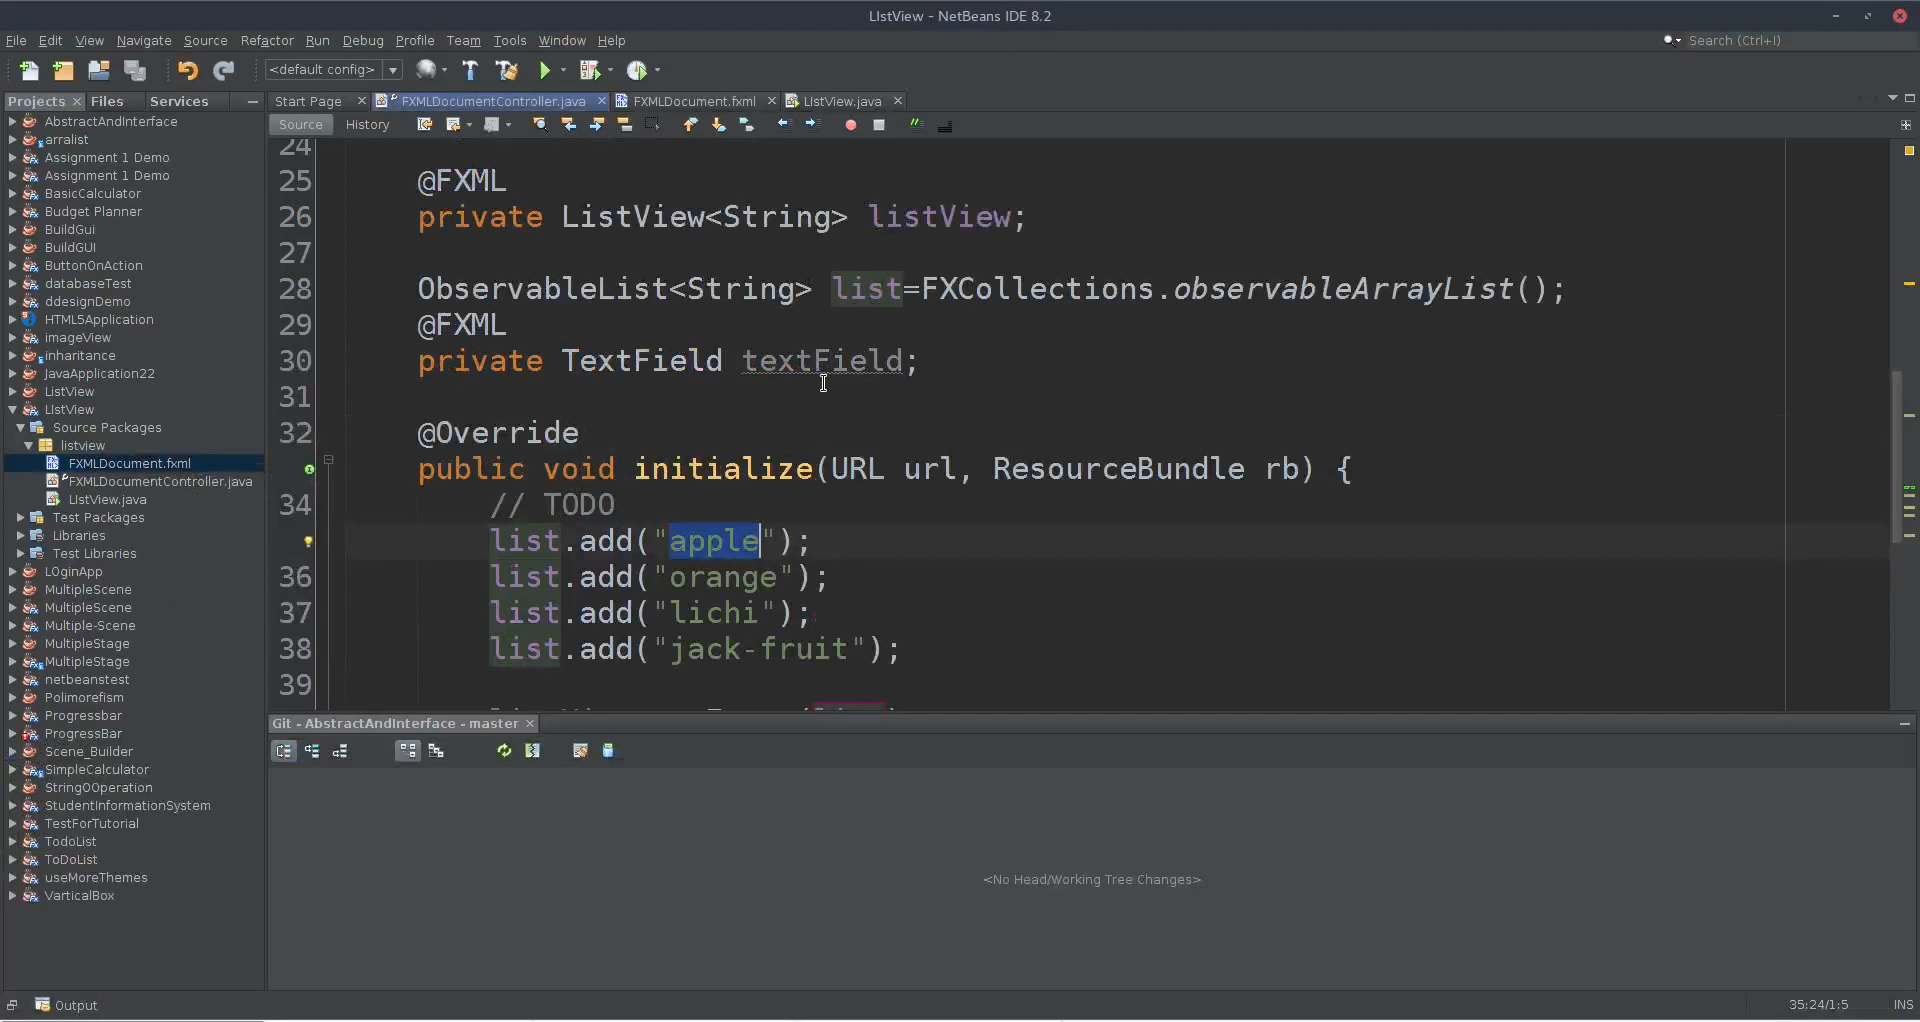 LIstView - NetBeans IDE 8.2
File Edit View Navigate Source Refactor Run Debug Profile Team Tools Window Help
Search (Ctrl+I)
<default config>
Projects Files Services
Start Page FXMLDocumentController.java FXMLDocument.fxml LIstView.java
Source History
AbstractAndInterface
arralist
Assignment 1 Demo
Assignment 1 Demo
BasicCalculator
Budget Planner
BuildGui
BuildGUI
ButtonOnAction
databaseTest
ddesignDemo
HTML5Application
imageView
inheritance
JavaApplication22
ListView
LIstView
Source Packages
listview
FXMLDocument.fxml
FXMLDocumentController.java
LIstView.java
Test Packages
Libraries
Test Libraries
LOginApp
MultipleScene
MultipleScene
Multiple-Scene
MultipleStage
MultipleStage
netbeanstest
Polimorefism
Progressbar
ProgressBar
Scene_Builder
SimpleCalculator
StringOOperation
StudentInformationSystem
TestForTutorial
TodoList
ToDoList
useMoreThemes
VarticalBox
24
25 @FXML
26 private ListView<String> listView;
27
28 ObservableList<String> list=FXCollections.observableArrayList();
29 @FXML
30 private TextField textField;
31
32 @Override
public void initialize(URL url, ResourceBundle rb) {
34 // TODO
list.add("apple");
36 list.add("orange");
37 list.add("lichi");
38 list.add("jack-fruit");
39
Git - AbstractAndInterface - master
<No Head/Working Tree Changes>
Output
35:24/1:5 INS